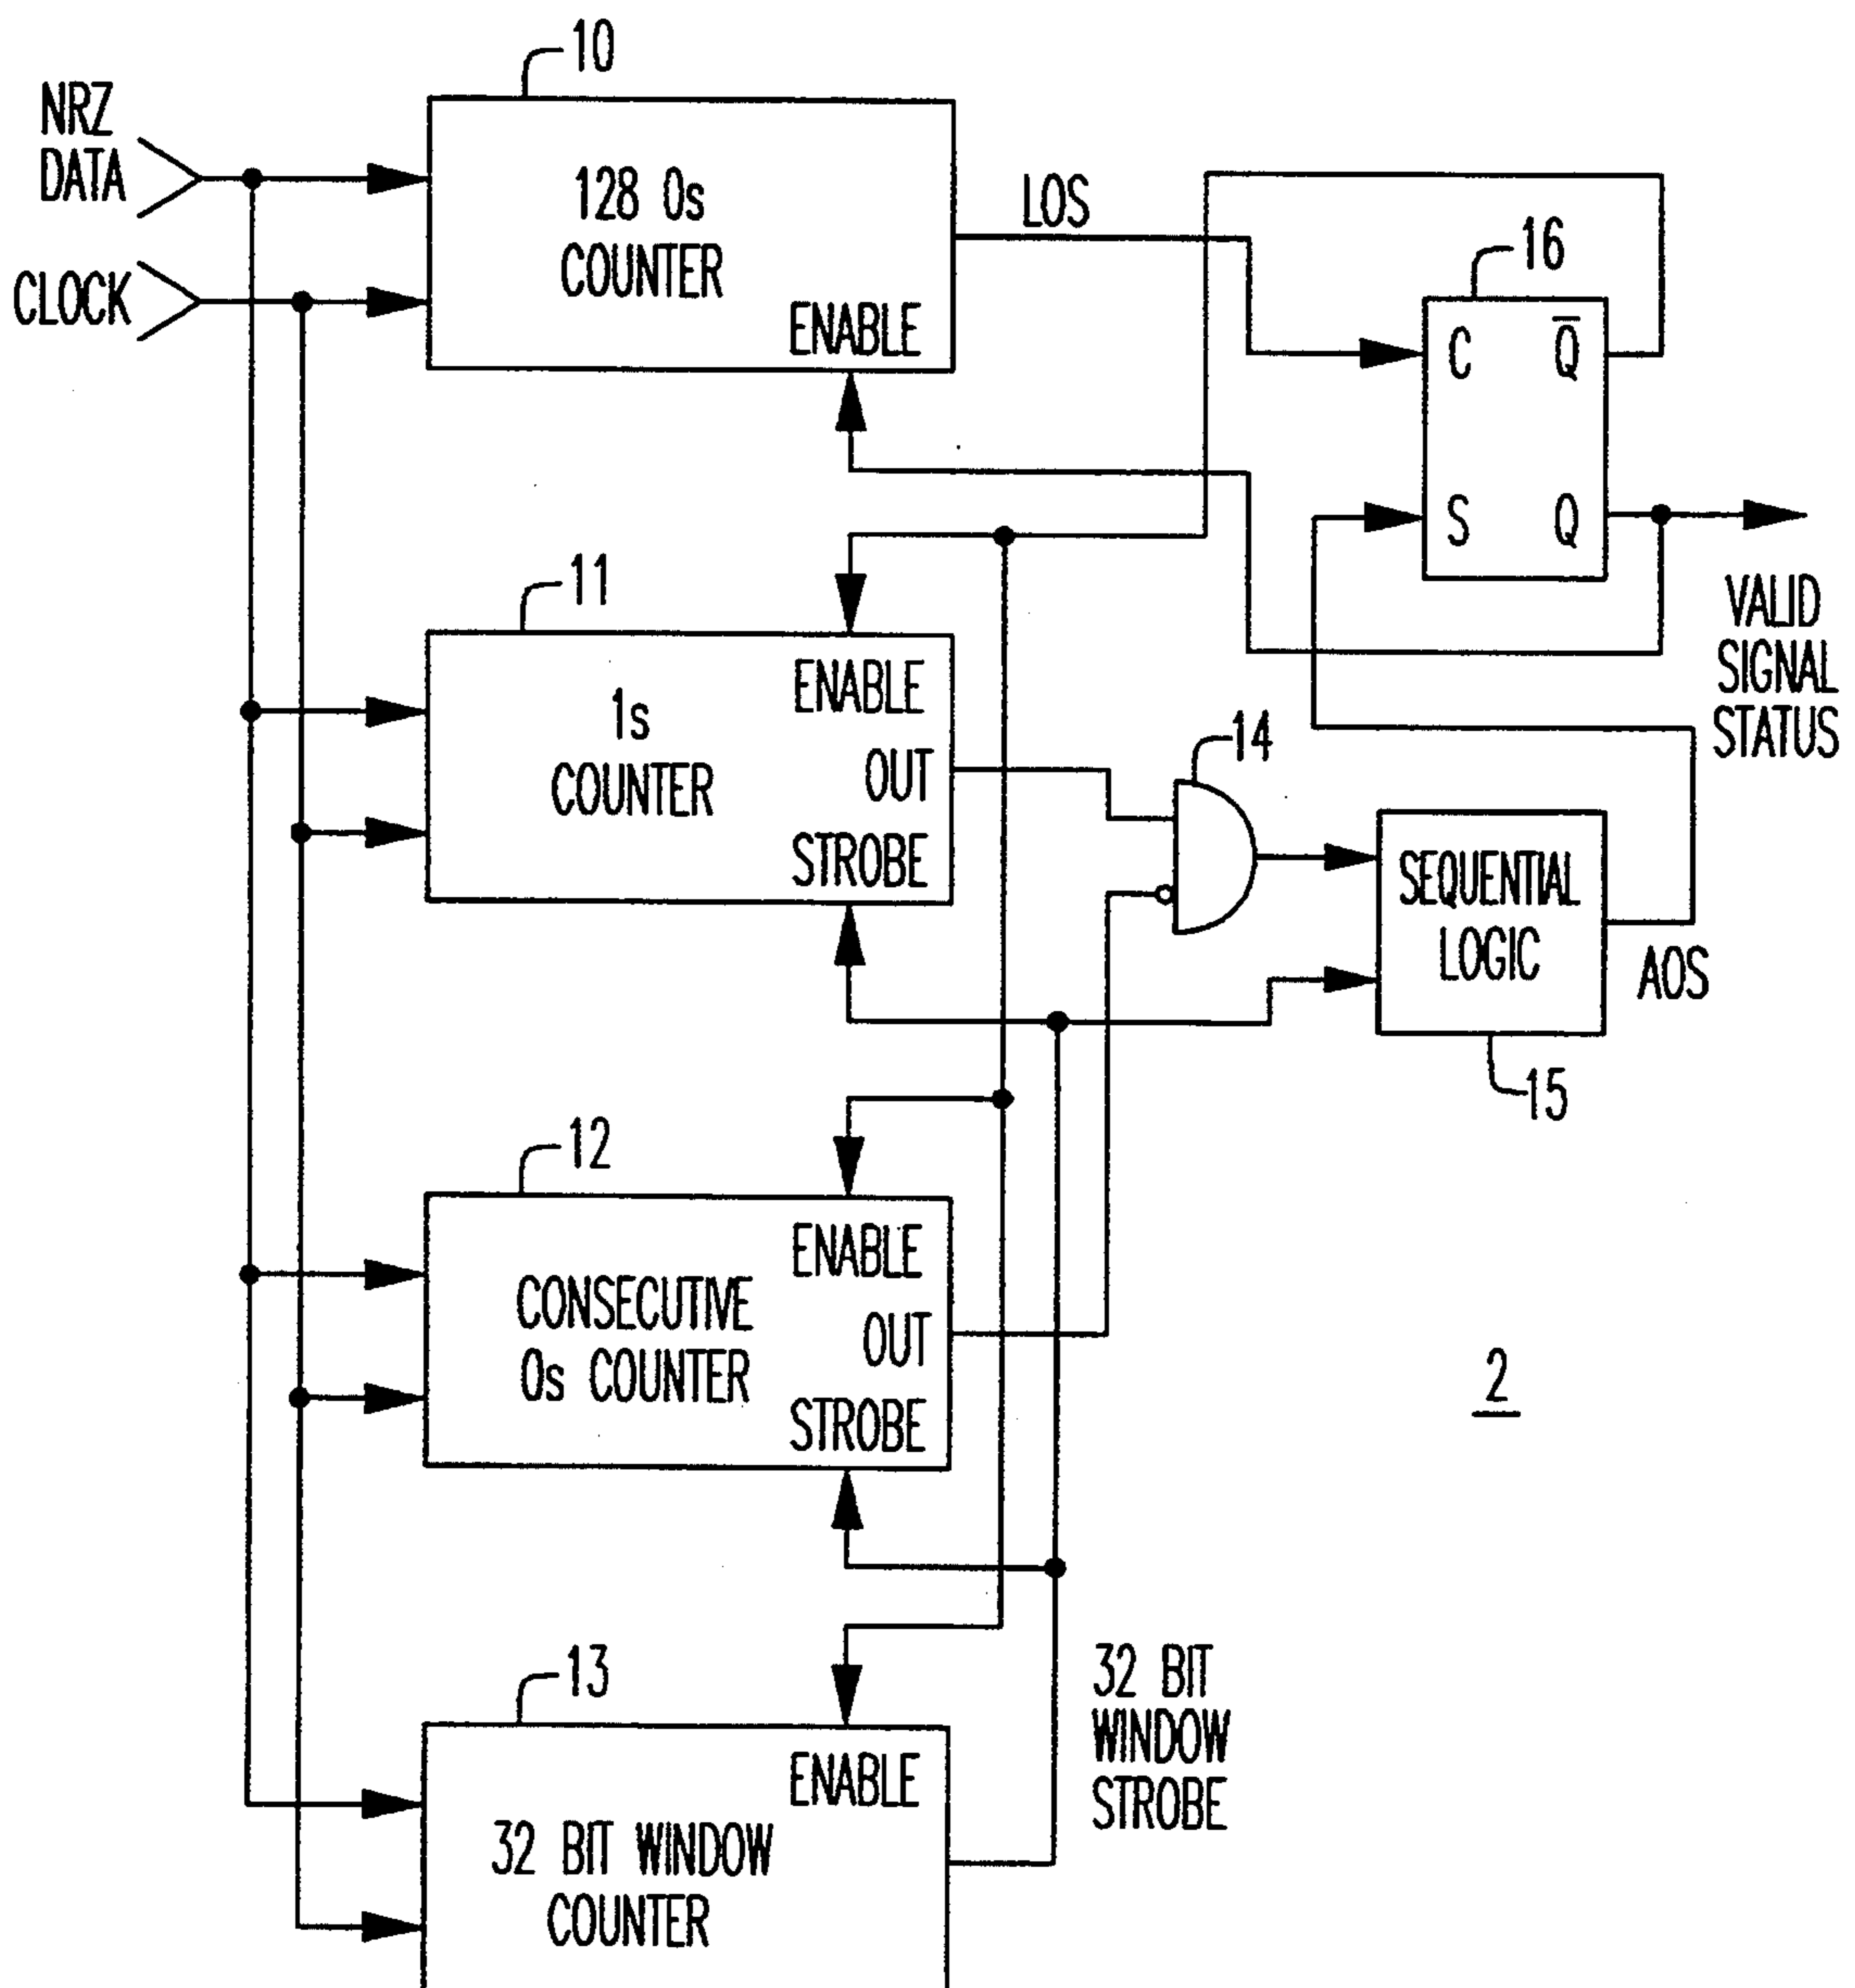 10
NRZ
DATA
CLOCK
128 0s
COUNTER
ENABLE
LOS
16
C
Q̅
S
Q
VALID
SIGNAL
STATUS
11
1s
COUNTER
ENABLE
OUT
STROBE
14
SEQUENTIAL
LOGIC
AOS
15
12
CONSECUTIVE
0s COUNTER
ENABLE
OUT
STROBE
2
13
32 BIT WINDOW
COUNTER
ENABLE
32 BIT
WINDOW
STROBE